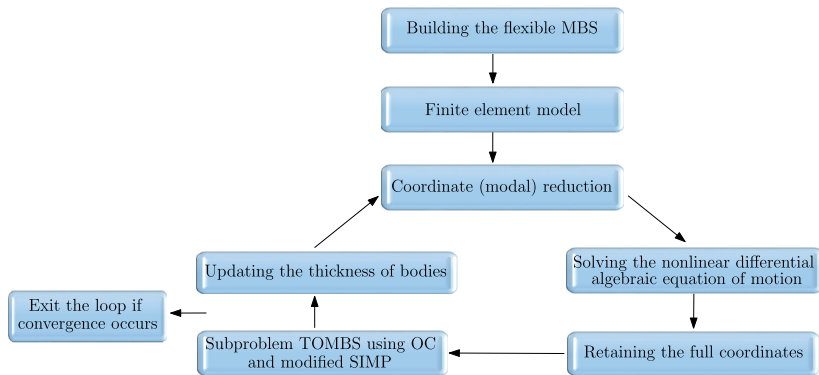 Building the flexible MBS
Finite element model
Coordinate (modal) reduction
Solving the nonlinear differential
algebraic equation of motion
Retaining the full coordinates
Subproblem TOMBS using OC
and modified SIMP
Updating the thickness of bodies
Exit the loop if
convergence occurs